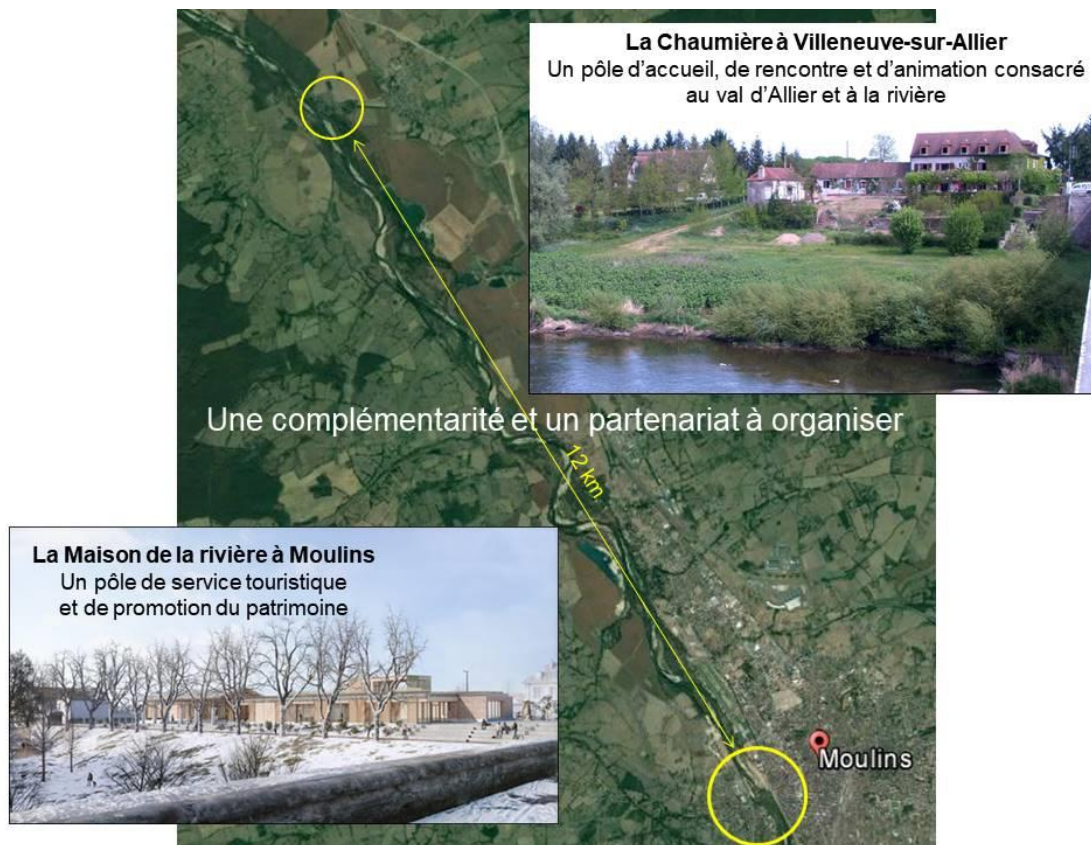 La Chaumière à Villeneuve-sur-Allier
Un pôle d'accueil, de rencontre et d'animation consacré
au val d'Allier et à la rivière
Une complémentarité et un partenariat à organiser
12 km.
La Maison de la rivière à Moulins
Un pôle de service touristique
et de promotion du patrimoine
Moulins